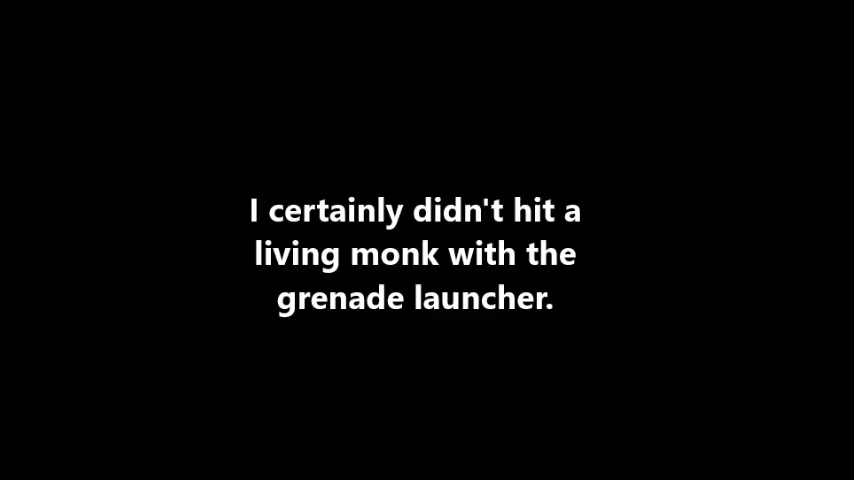 I certainly didn't hit a
living monk with the
grenade launcher.